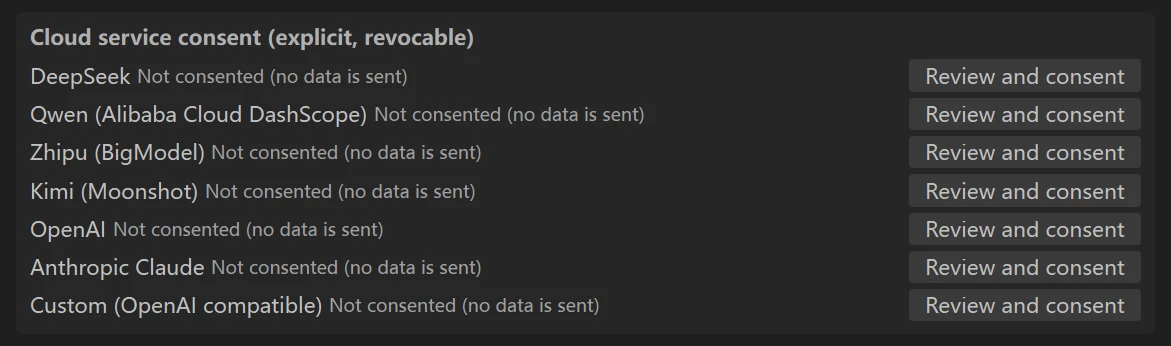 Cloud service consent (explicit, revocable)
DeepSeek Not consented (no data is sent) Review and consent
Qwen (Alibaba Cloud DashScope) Not consented (no data is sent) Review and consent
Zhipu (BigModel) Not consented (no data is sent) Review and consent
Kimi (Moonshot) Not consented (no data is sent) Review and consent
OpenAI Not consented (no data is sent) Review and consent
Anthropic Claude Not consented (no data is sent) Review and consent
Custom (OpenAI compatible) Not consented (no data is sent) Review and consent